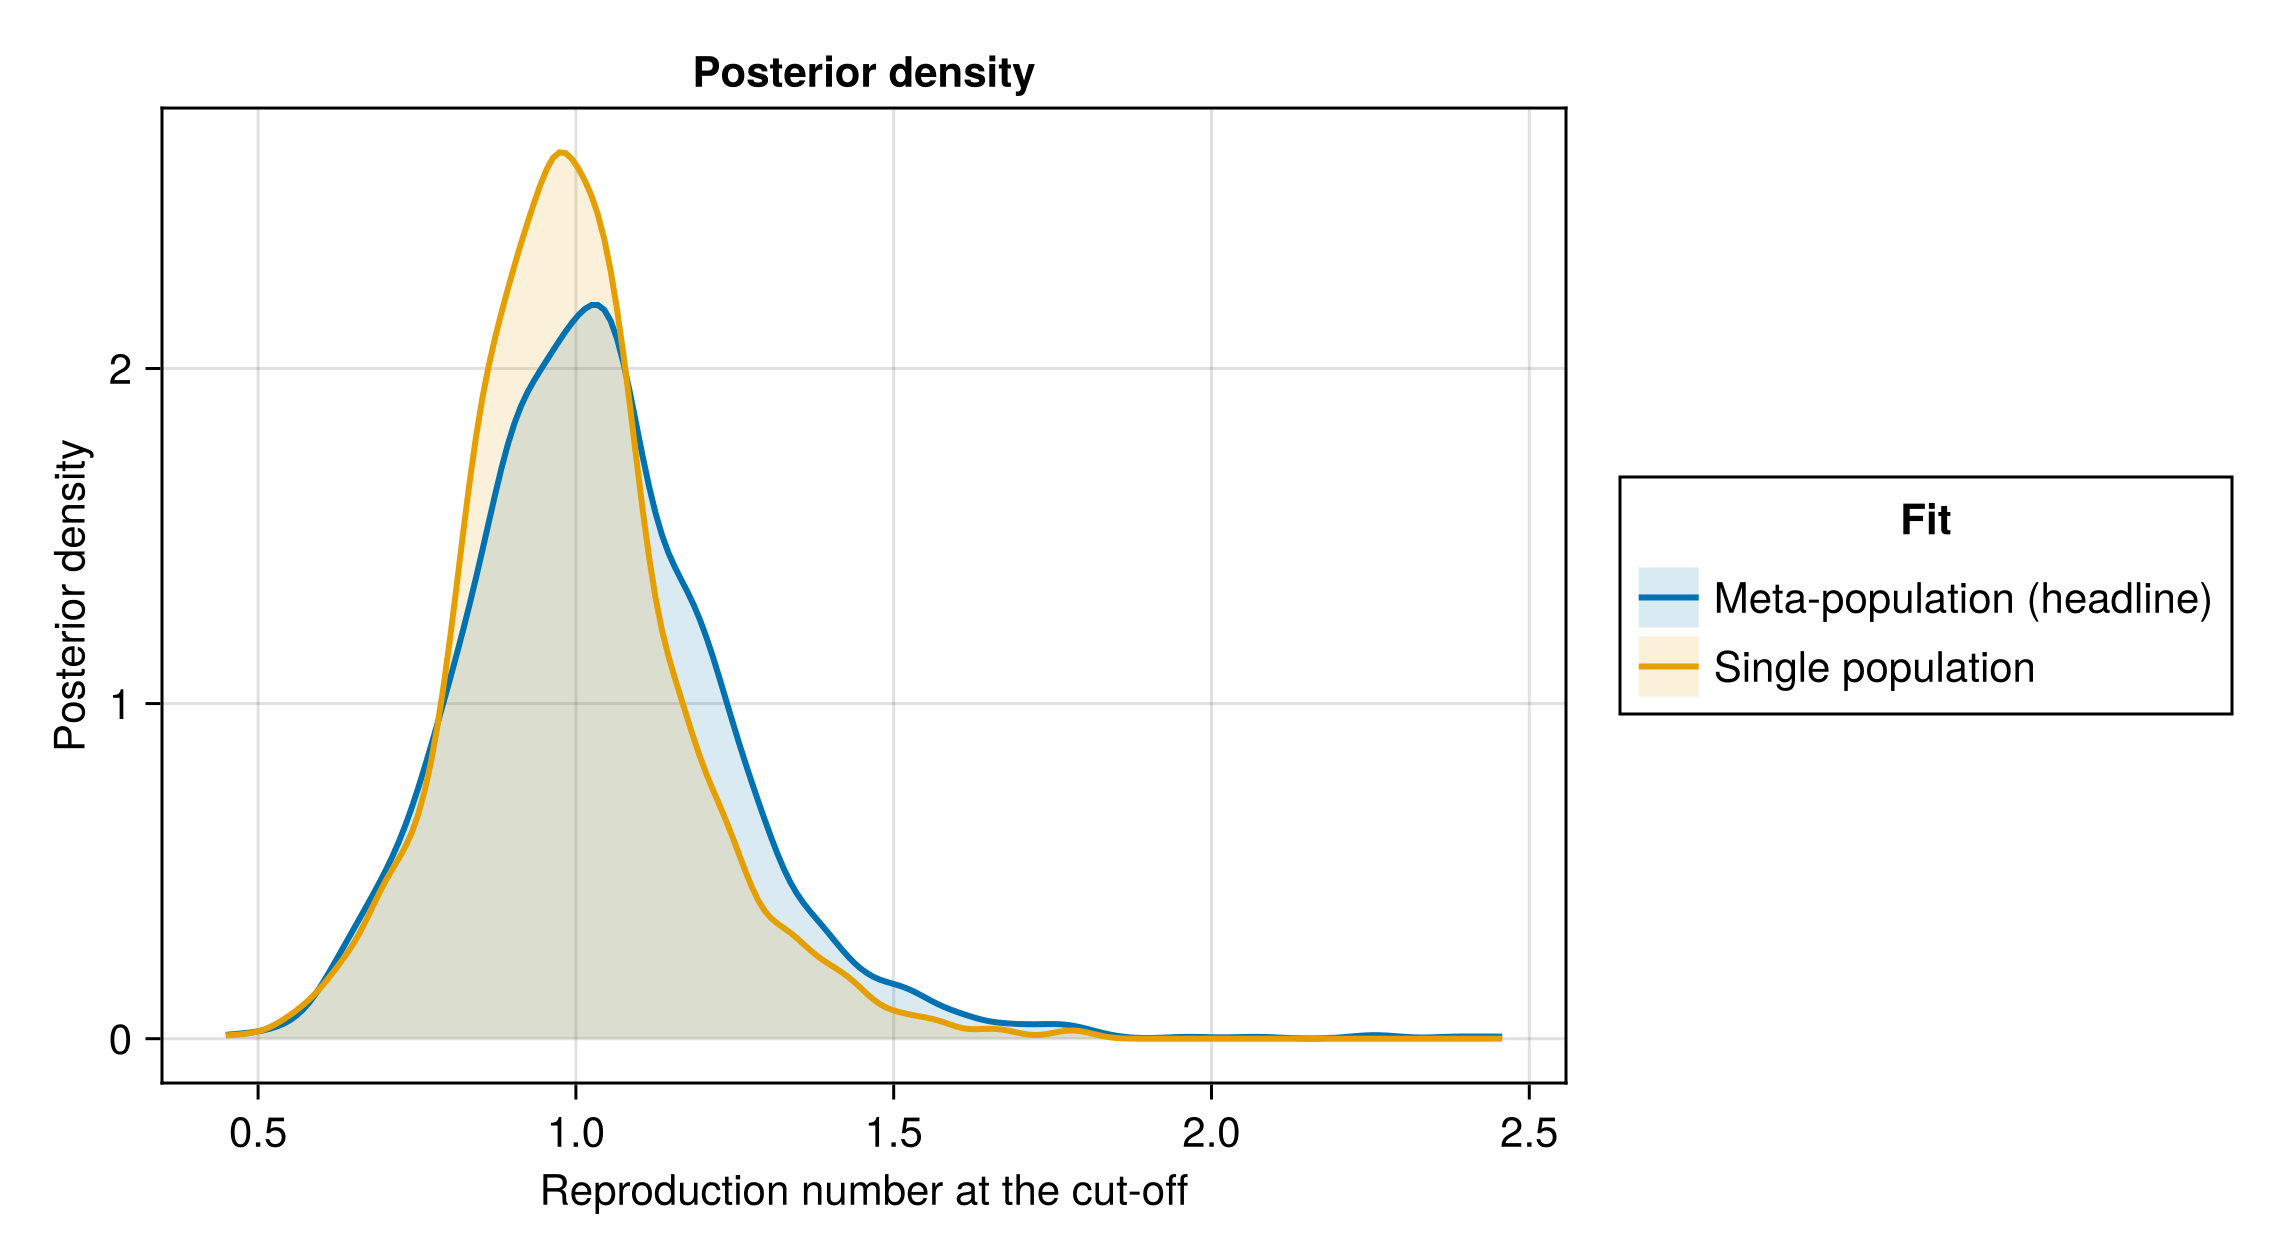 Posterior density
Posterior density
2
1
0
0.5 1.0 1.5 2.0 2.5
Reproduction number at the cut-off
Fit
Meta-population (headline)
Single population